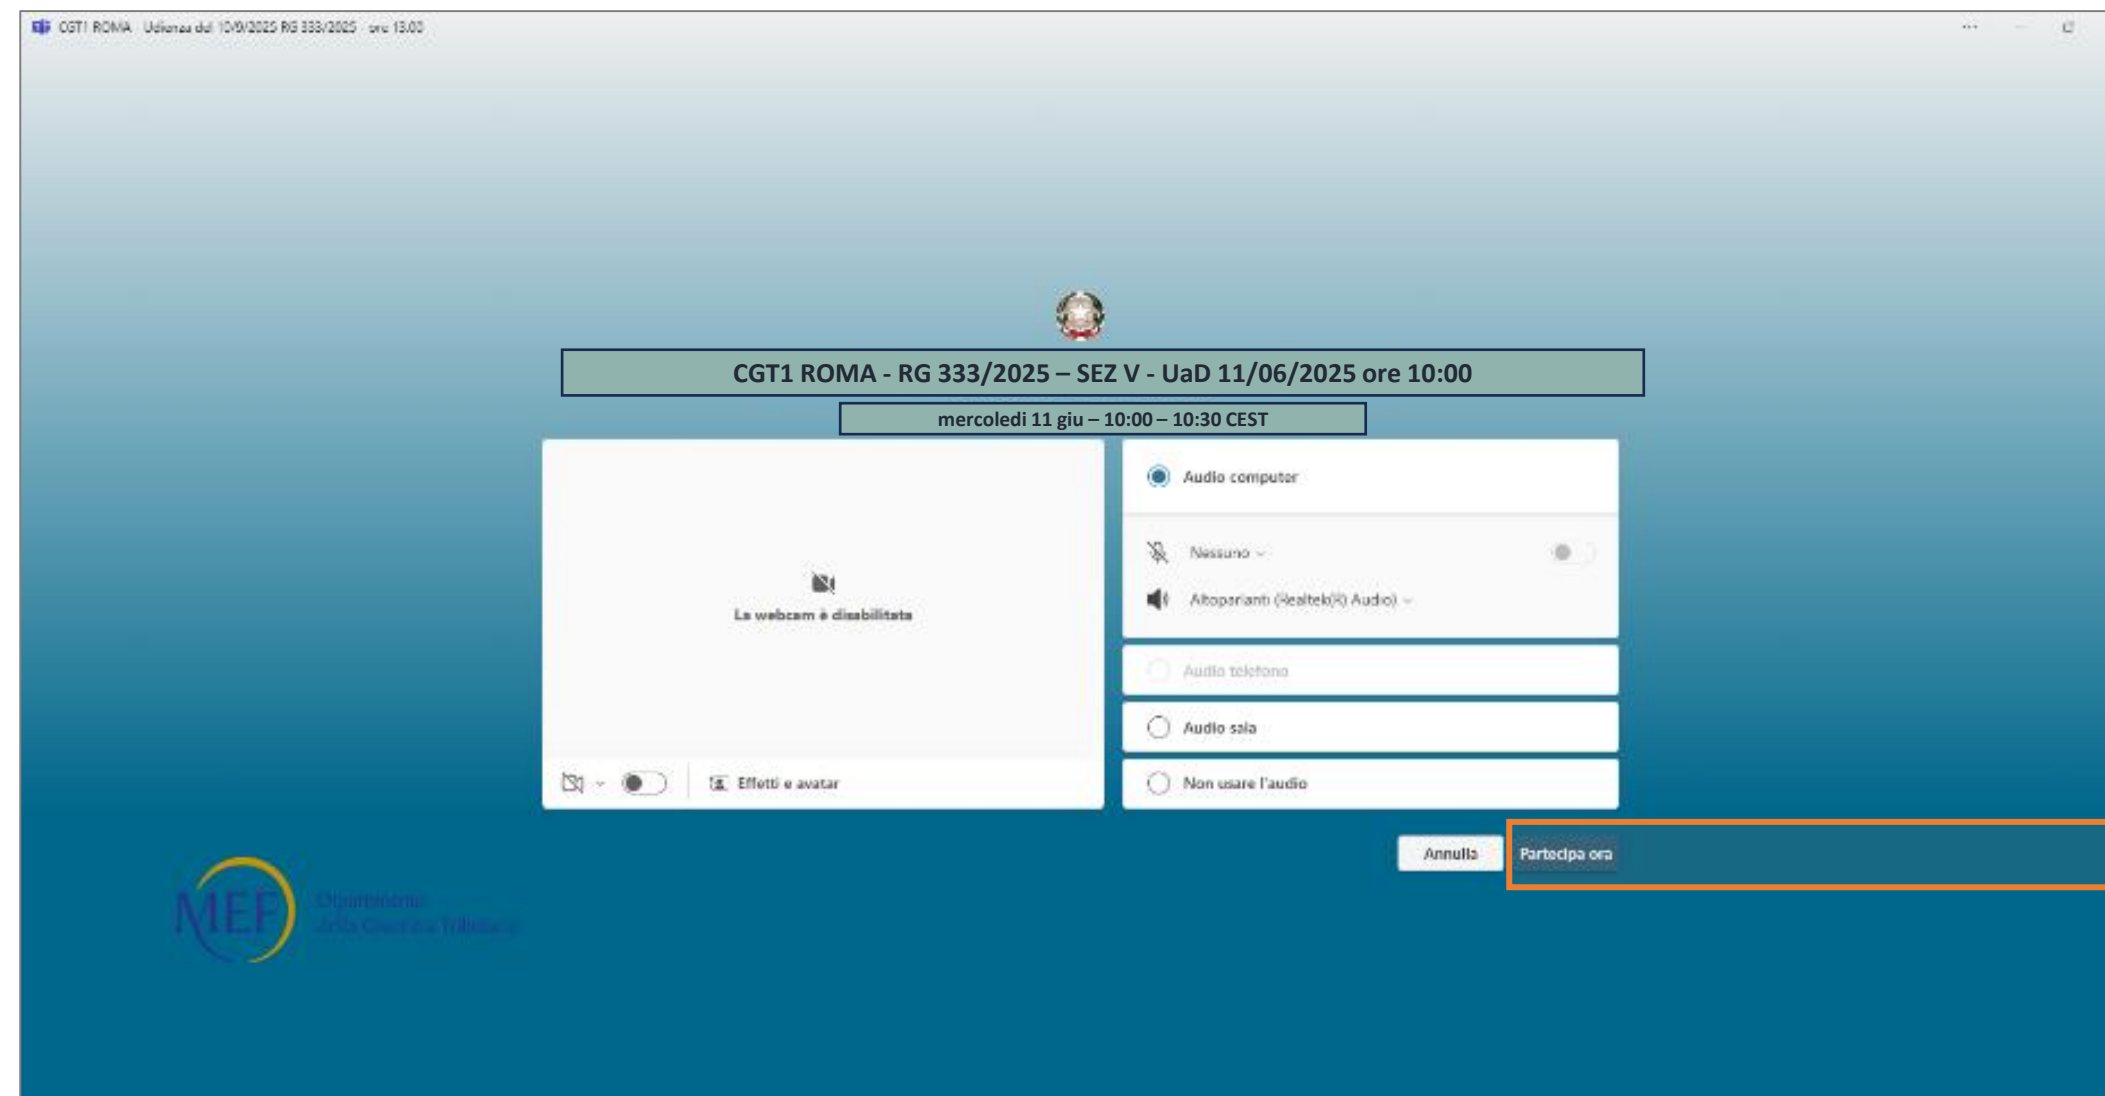 CGT1 ROMA Udienza del 10/9/2025 RG 333/2025 ore 13.00
CGT1 ROMA - RG 333/2025 – SEZ V - UaD 11/06/2025 ore 10:00
mercoledi 11 giu – 10:00 – 10:30 CEST
Audio computer
Nessuno
Altoparlanti (Realtek(R) Audio)
La webcam è disabilitata
Audio telefono
Audio sala
Effetti e avatar
Non usare l'audio
Annulla
Partecipa ora
MEF
Dipartimento
della Giustizia Tributaria